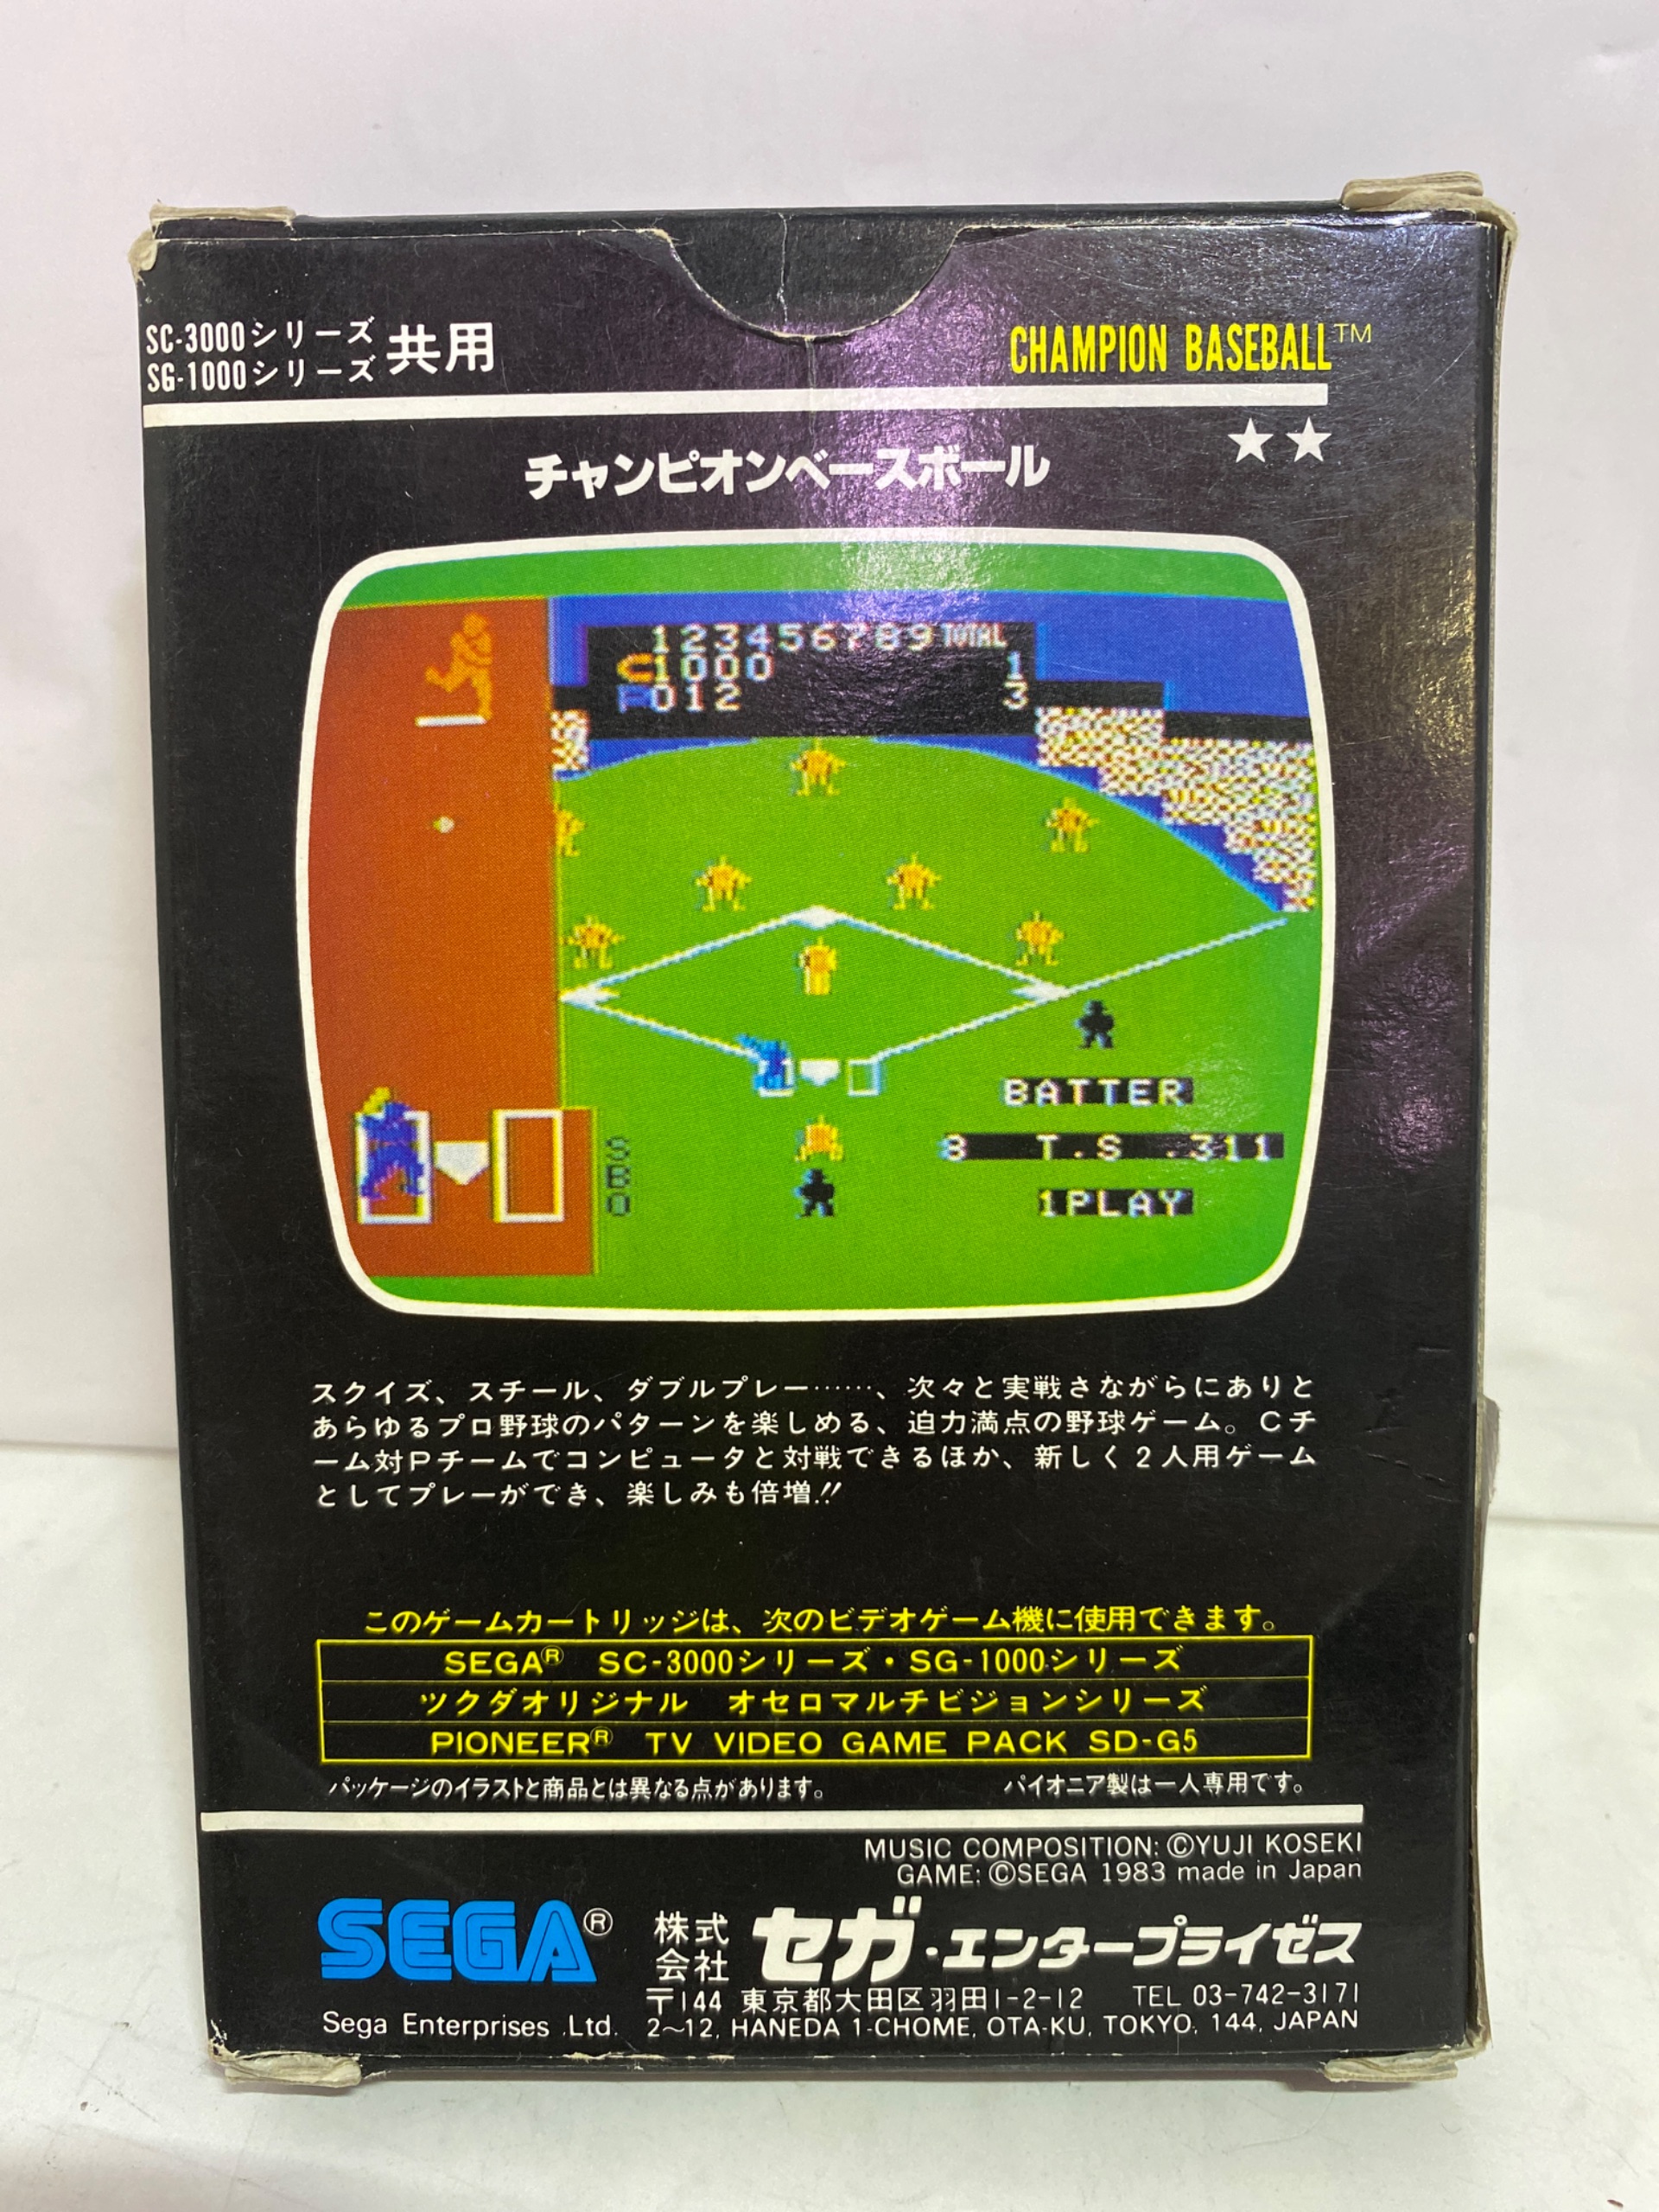 SC-3000シリーズ
SG-1000シリーズ 共用
CHAMPION BASEBALL™
★★
チャンピオンベースボール
123456789 TOTAL
C1000 1
P012 3
S
B
O
BATTER
8 T.S .311
1PLAY
スクイズ、スチール、ダブルプレー……、次々と実戦さながらにありと
あらゆるプロ野球のパターンを楽しめる、迫力満点の野球ゲーム。Cチ
ーム対Pチームでコンピュータと対戦できるほか、新しく2人用ゲーム
としてプレーができ、楽しみも倍増!!
このゲームカートリッジは、次のビデオゲーム機に使用できます。
SEGA® SC-3000シリーズ・SG-1000シリーズ
ツクダオリジナル オセロマルチビジョンシリーズ
PIONEER® TV VIDEO GAME PACK SD-G5
パッケージのイラストと商品とは異なる点があります。 パイオニア製は一人専用です。
MUSIC COMPOSITION: ©YUJI KOSEKI
GAME: ©SEGA 1983 made in Japan
SEGA® 株式会社 セガ・エンタープライゼス
〒144 東京都大田区羽田1-2-12 TEL 03-742-3171
Sega Enterprises ,Ltd. 2~12, HANEDA 1-CHOME, OTA-KU, TOKYO, 144, JAPAN